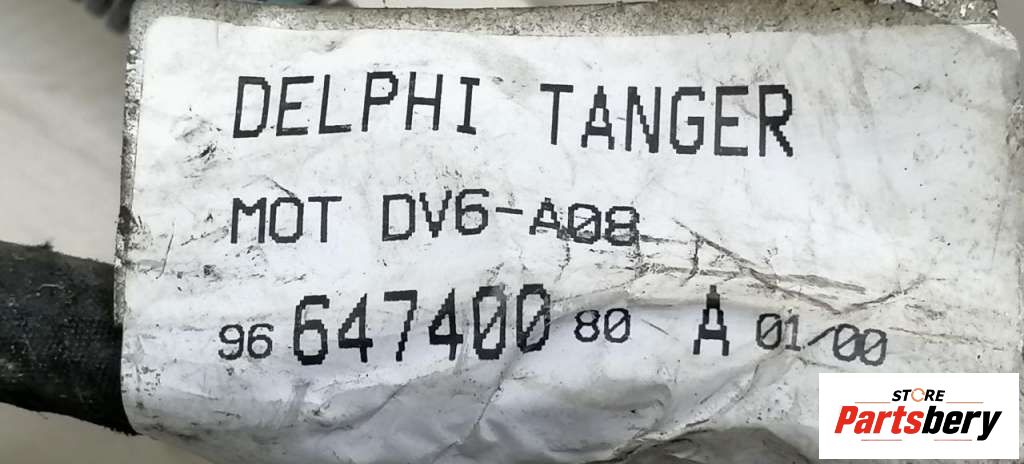 DELPHI TANGER
MOT DV6-A08
96 647400 80 A 01/00
STORE
Partsbery